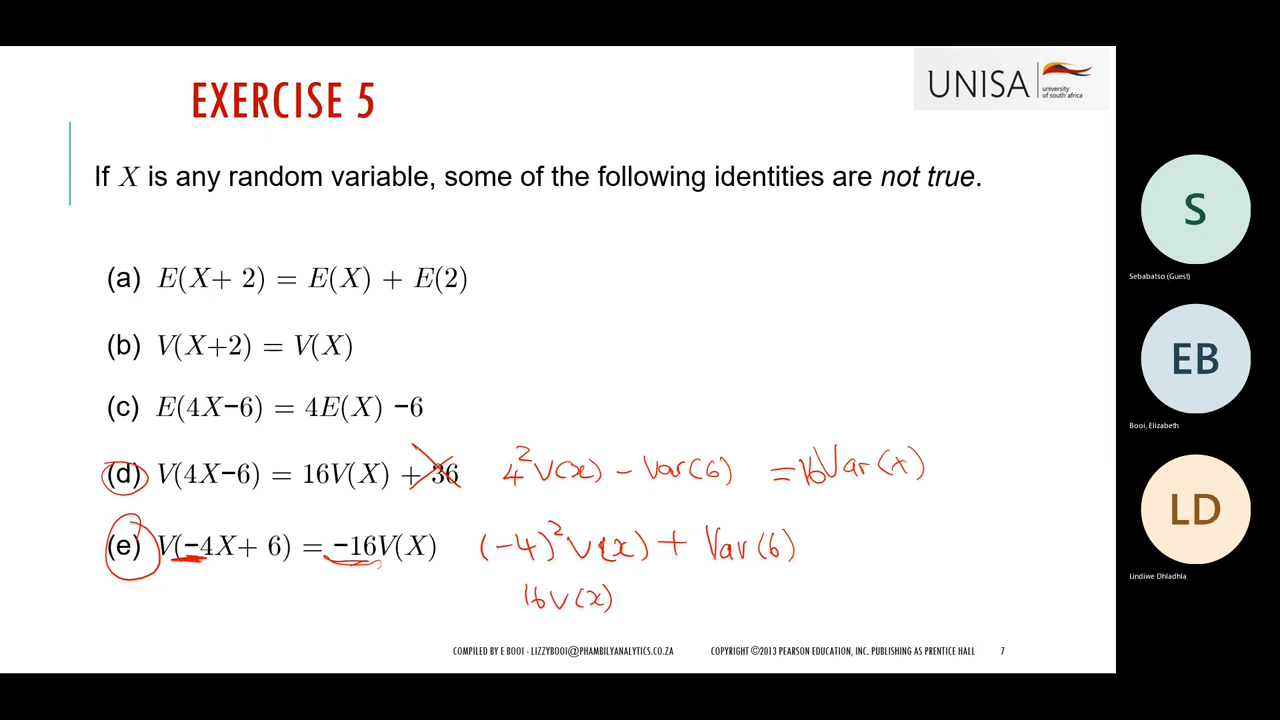 EXERCISE 5
UNISA
university
of south africa
If X is any random variable, some of the following identities are not true.
(a) E(X+ 2) = E(X) + E(2)
(b) V(X+2) = V(X)
(c) E(4X−6) = 4E(X) −6
(d) V(4X−6) = 16V(X) + 36 4²V(x) − Var(6) = 16Var(x)
(e) V(−4X+ 6) = −16V(X) (−4)²V(x) + Var(6)
16V(x)
COMPILED BY E BOOI - LIZZYBOOI@PHAMBILYANALYTICS.CO.ZA COPYRIGHT ©2013 PEARSON EDUCATION, INC. PUBLISHING AS PRENTICE HALL 7
S
Sebabatso (Guest)
EB
Booi, Elizabeth
LD
Lindiwe Dhladhla